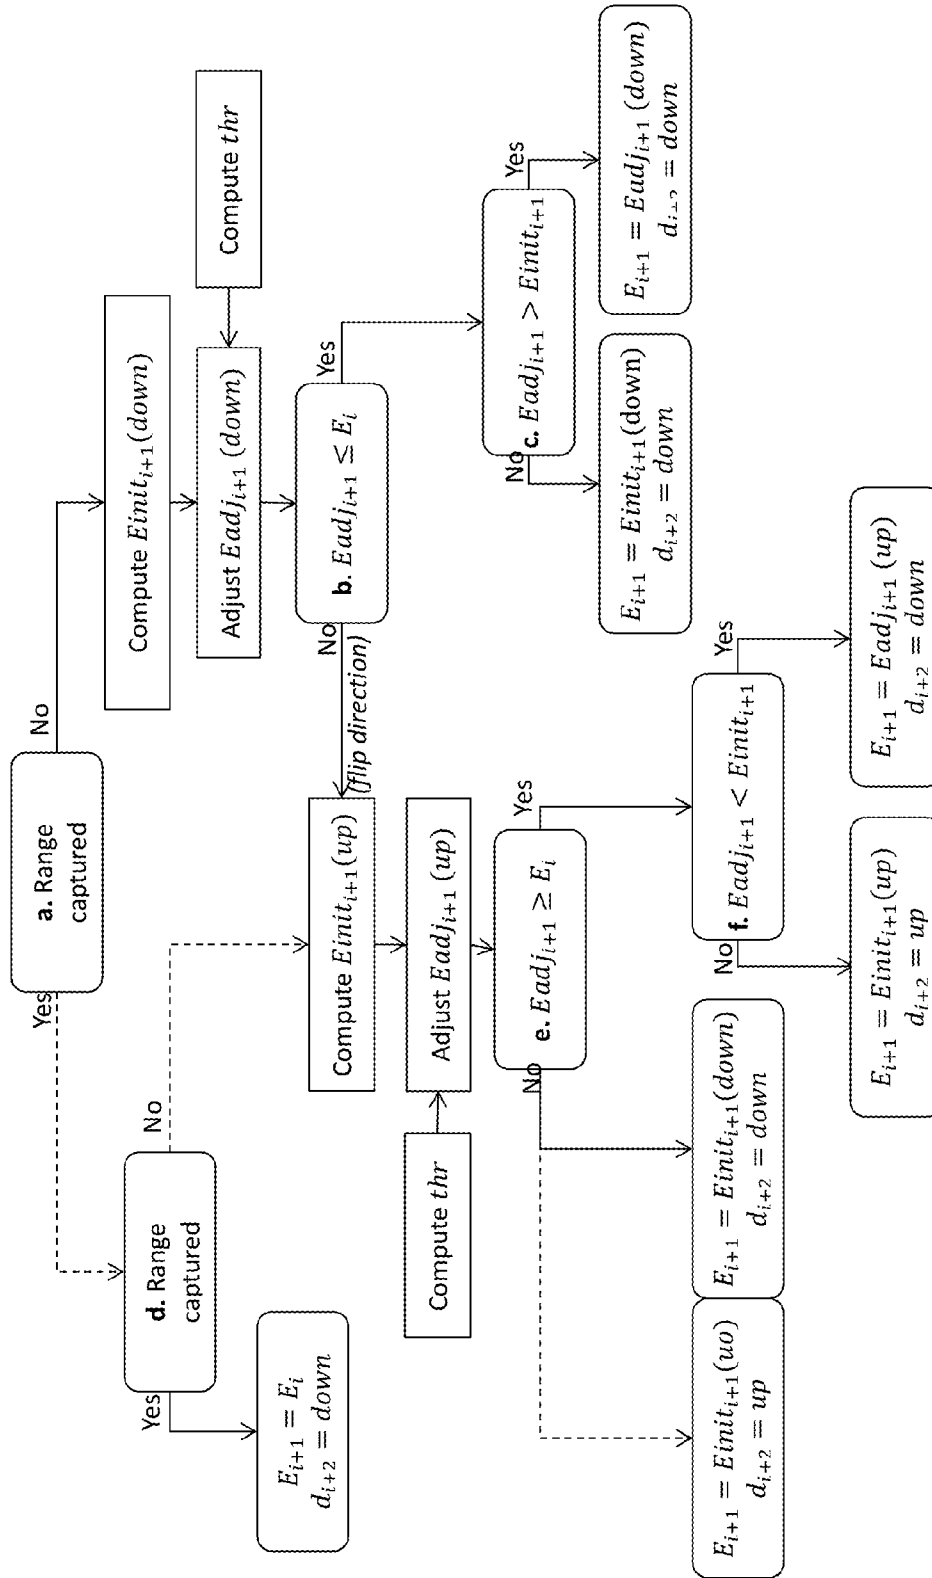 a. Range
captured
Yes
No
d. Range
captured
Yes
No
E_{i+1} = E_i
d_{i+2} = down
Compute Einit_{i+1}(down)
Compute thr
Adjust Eadj_{i+1} (down)
b. Eadj_{i+1} ≤ E_i
No
Yes
(flip direction)
Compute Einit_{i+1}(up)
Compute thr
Adjust Eadj_{i+1} (up)
e. Eadj_{i+1} ≥ E_i
No
Yes
c. Eadj_{i+1} > Einit_{i+1}
No
Yes
E_{i+1} = Einit_{i+1}(down)
d_{i+2} = down
E_{i+1} = Eadj_{i+1} (down)
d_{i+2} = down
E_{i+1} = Einit_{i+1}(uo)
d_{i+2} = up
E_{i+1} = Einit_{i+1}(down)
d_{i+2} = down
f. Eadj_{i+1} < Einit_{i+1}
No
Yes
E_{i+1} = Einit_{i+1}(up)
d_{i+2} = up
E_{i+1} = Eadj_{i+1} (up)
d_{i+2} = down